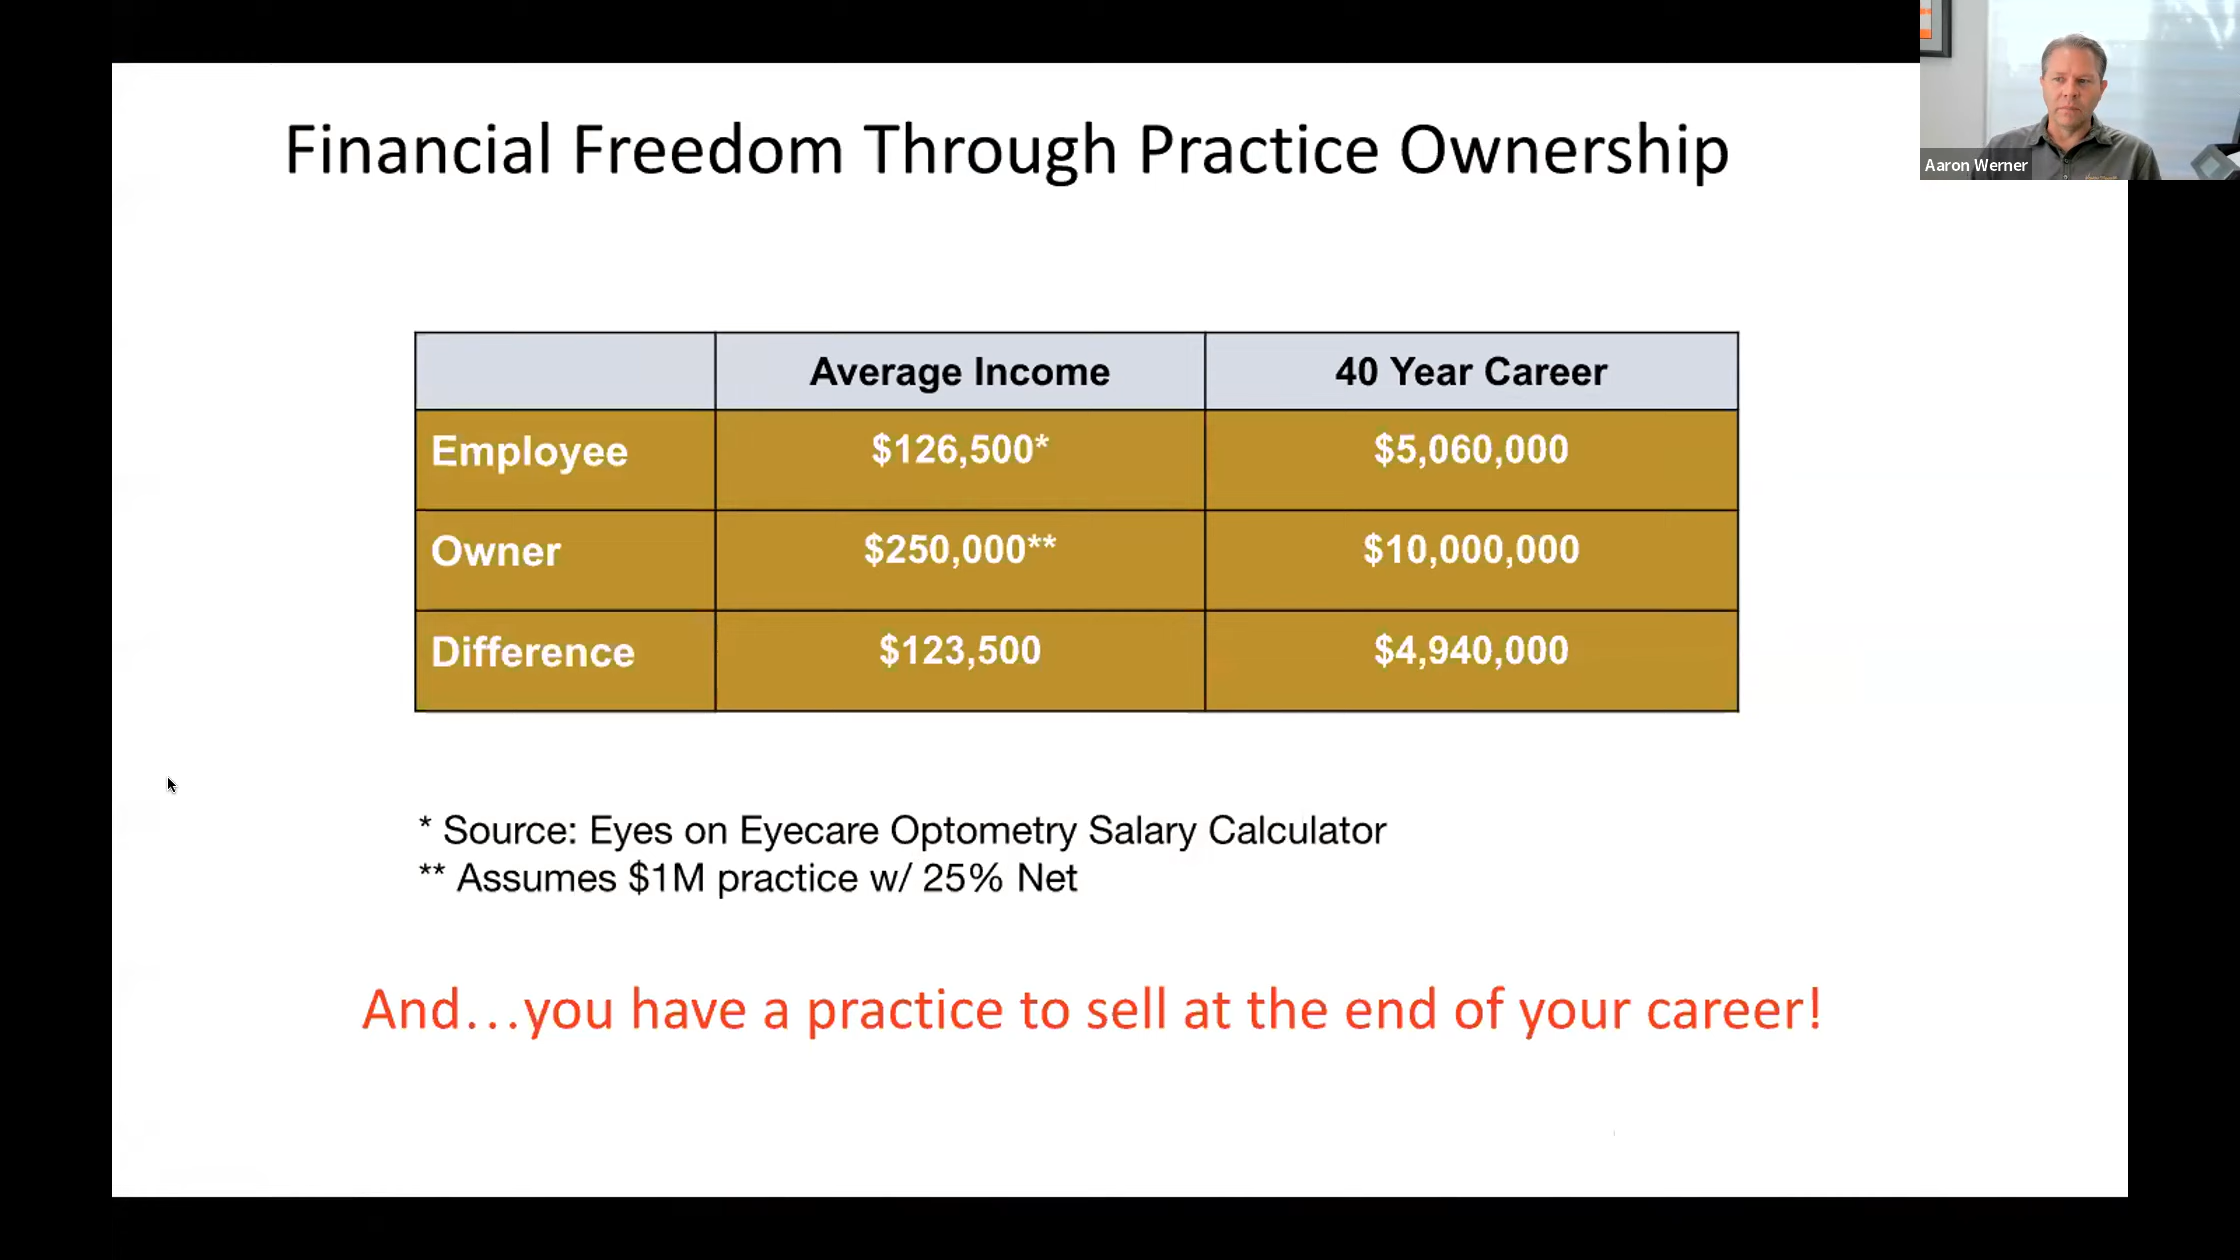 Financial Freedom Through Practice Ownership
Aaron Werner
Average Income 40 Year Career
Employee $126,500* $5,060,000
Owner $250,000** $10,000,000
Difference $123,500 $4,940,000
* Source: Eyes on Eyecare Optometry Salary Calculator
** Assumes $1M practice w/ 25% Net
And...you have a practice to sell at the end of your career!